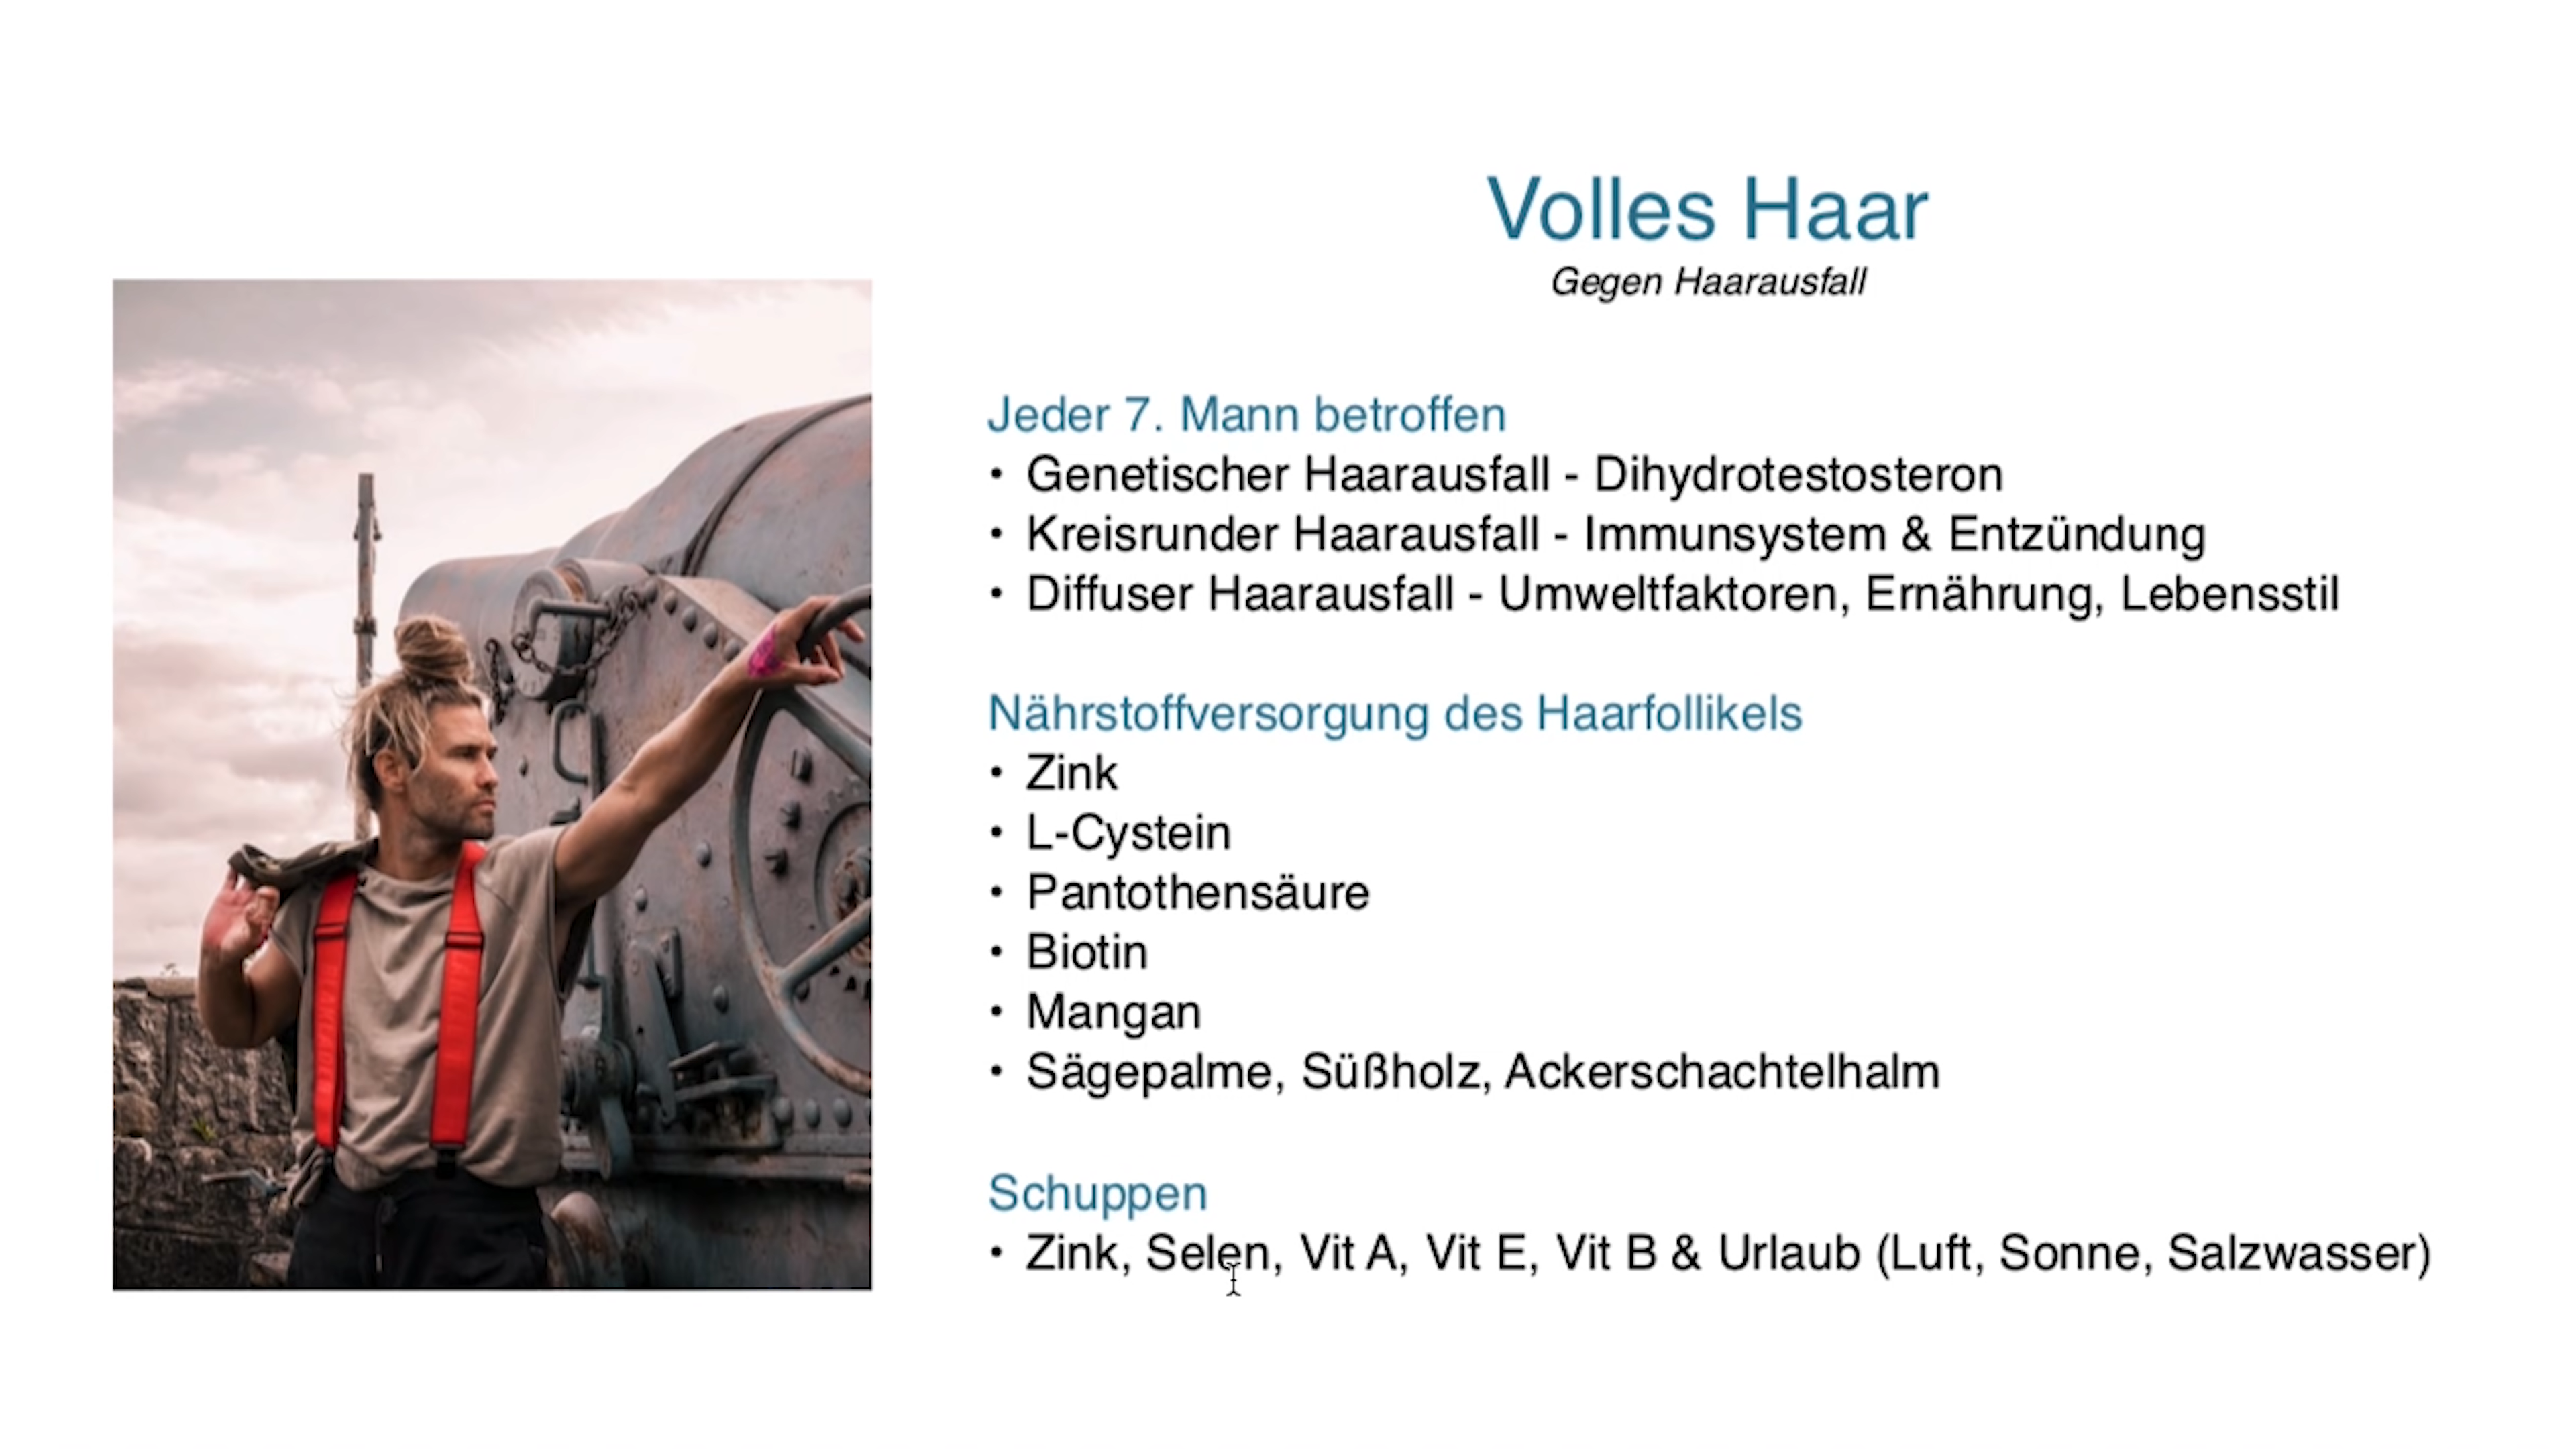 Volles Haar
Gegen Haarausfall
Jeder 7. Mann betroffen
• Genetischer Haarausfall - Dihydrotestosteron
• Kreisrunder Haarausfall - Immunsystem & Entzündung
• Diffuser Haarausfall - Umweltfaktoren, Ernährung, Lebensstil
Nährstoffversorgung des Haarfollikels
• Zink
• L-Cystein
• Pantothensäure
• Biotin
• Mangan
• Sägepalme, Süßholz, Ackerschachtelhalm
Schuppen
• Zink, Selen, Vit A, Vit E, Vit B & Urlaub (Luft, Sonne, Salzwasser)